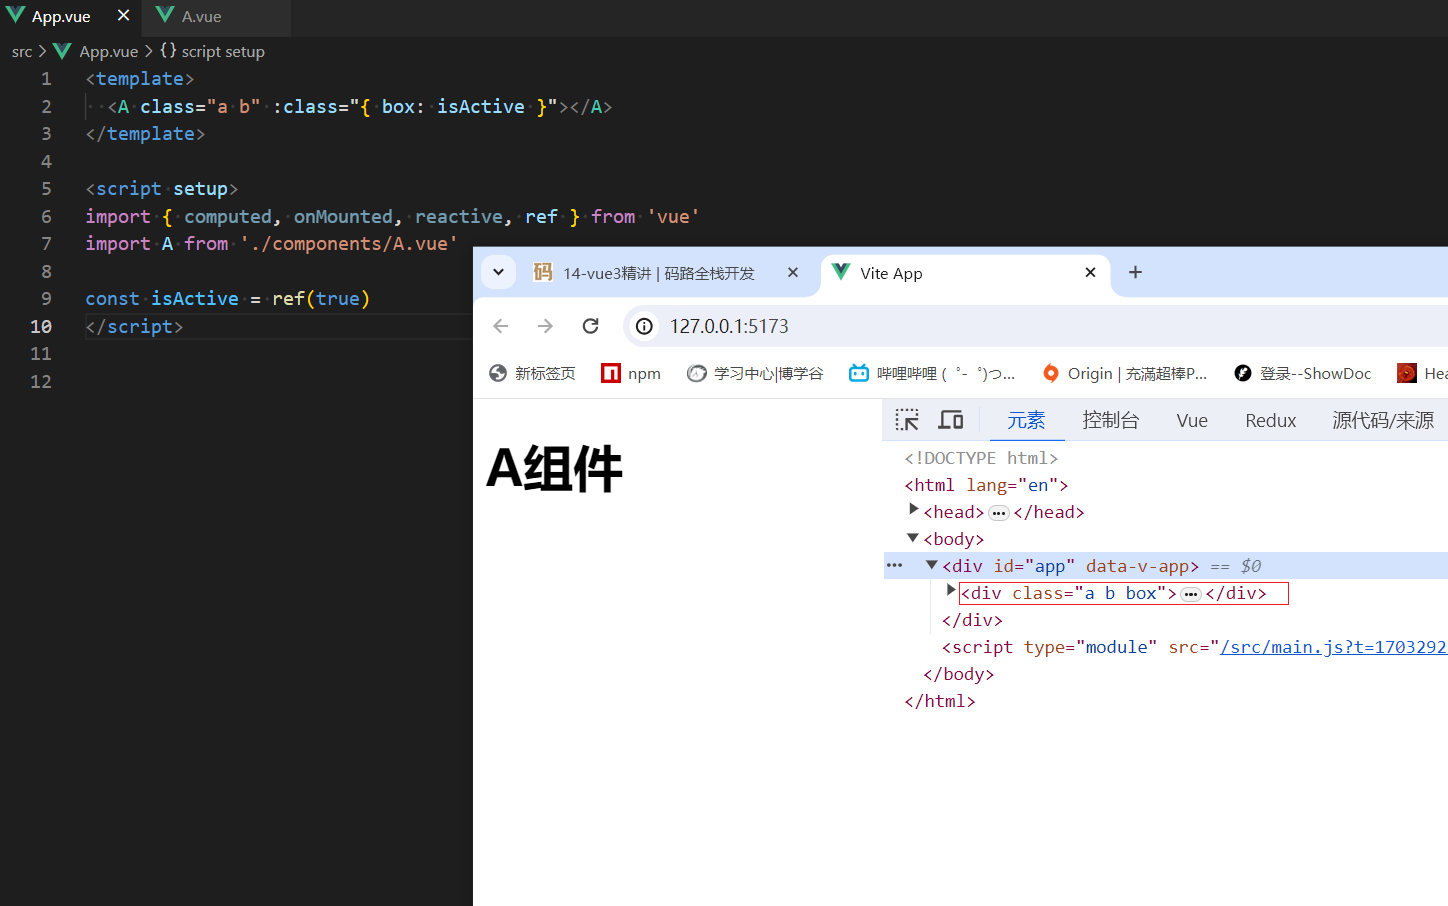 App.vue
A.vue
src > App.vue > {} script setup
1 <template>
2 <A class="a b" :class="{ box: isActive }"></A>
3 </template>
4
5 <script setup>
6 import { computed, onMounted, reactive, ref } from 'vue'
7 import A from './components/A.vue'
8
9 const isActive = ref(true)
10 </script>
11
12
14-vue3精讲 | 码路全栈开发
Vite App
127.0.0.1:5173
新标签页 npm 学习中心|博学谷 哔哩哔哩 (゜-゜)つ... Origin | 充滿超棒P... 登录--ShowDoc Hea
A组件
元素 控制台 Vue Redux 源代码/来源
<!DOCTYPE html>
<html lang="en">
<head>…</head>
<body>
<div id="app" data-v-app> == $0
<div class="a b box">…</div>
</div>
<script type="module" src="/src/main.js?t=1703292
</body>
</html>